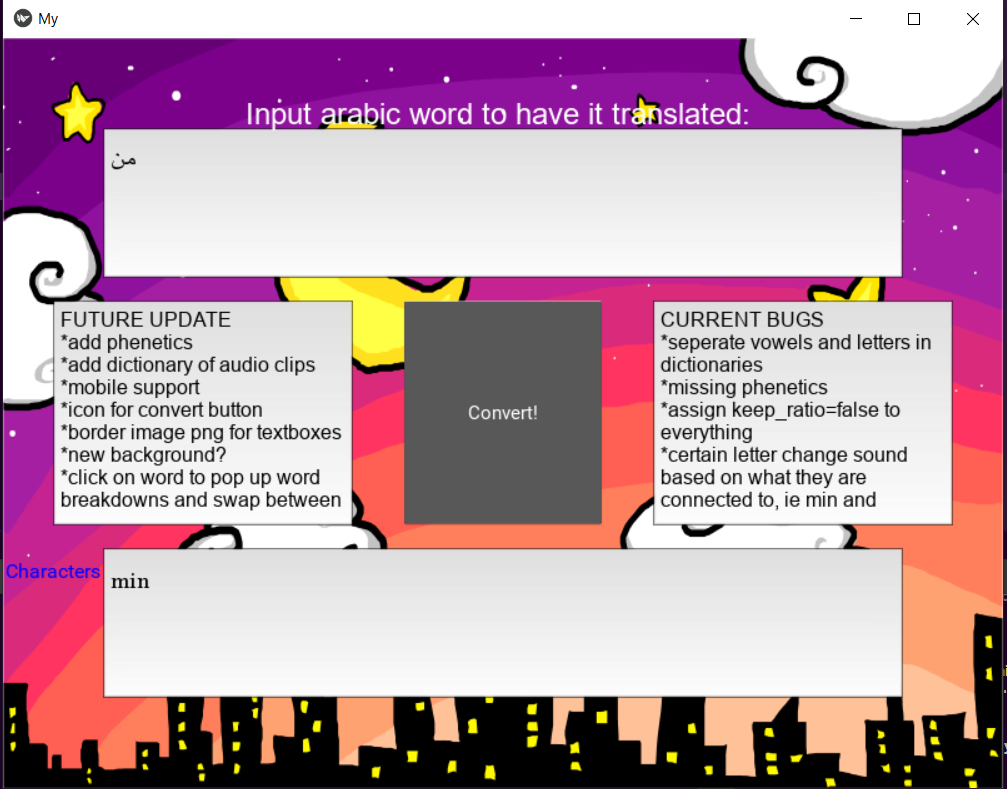 My
Input arabic word to have it translated:
من
FUTURE UPDATE
*add phenetics
*add dictionary of audio clips
*mobile support
*icon for convert button
*border image png for textboxes
*new background?
*click on word to pop up word
breakdowns and swap between
Convert!
CURRENT BUGS
*seperate vowels and letters in
dictionaries
*missing phenetics
*assign keep_ratio=false to
everything
*certain letter change sound
based on what they are
connected to, ie min and
Characters
min